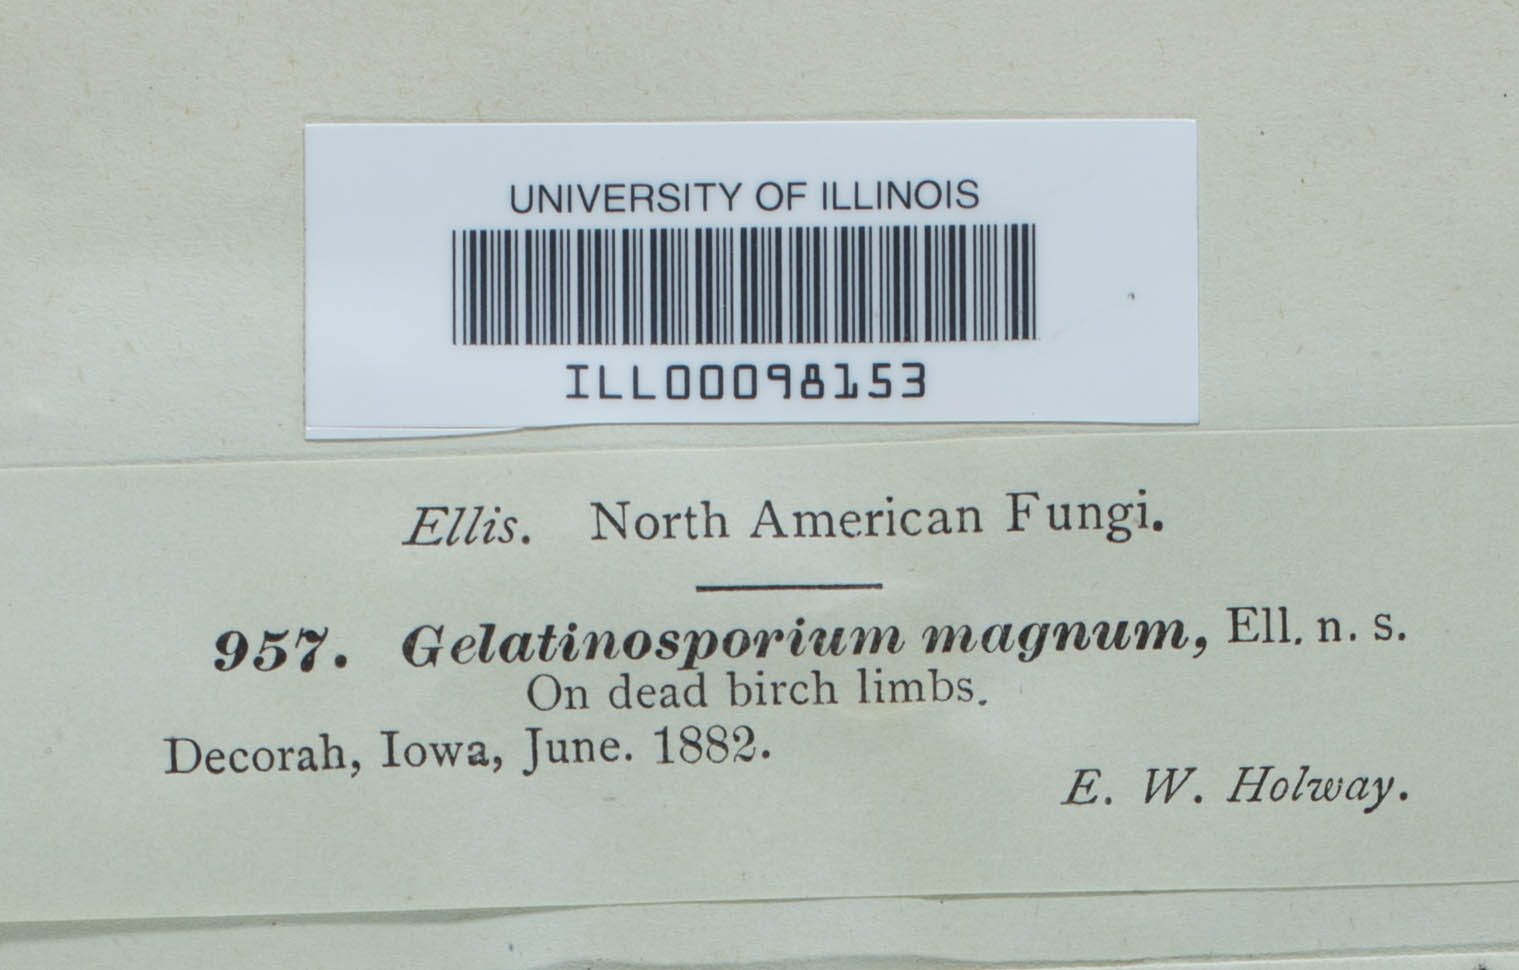 UNIVERSITY OF ILLINOIS
ILL00098153
Ellis. North American Fungi.
957. Gelatinosporium magnum, Ell. n. s.
On dead birch limbs.
Decorah, Iowa, June. 1882.
E. W. Holway.